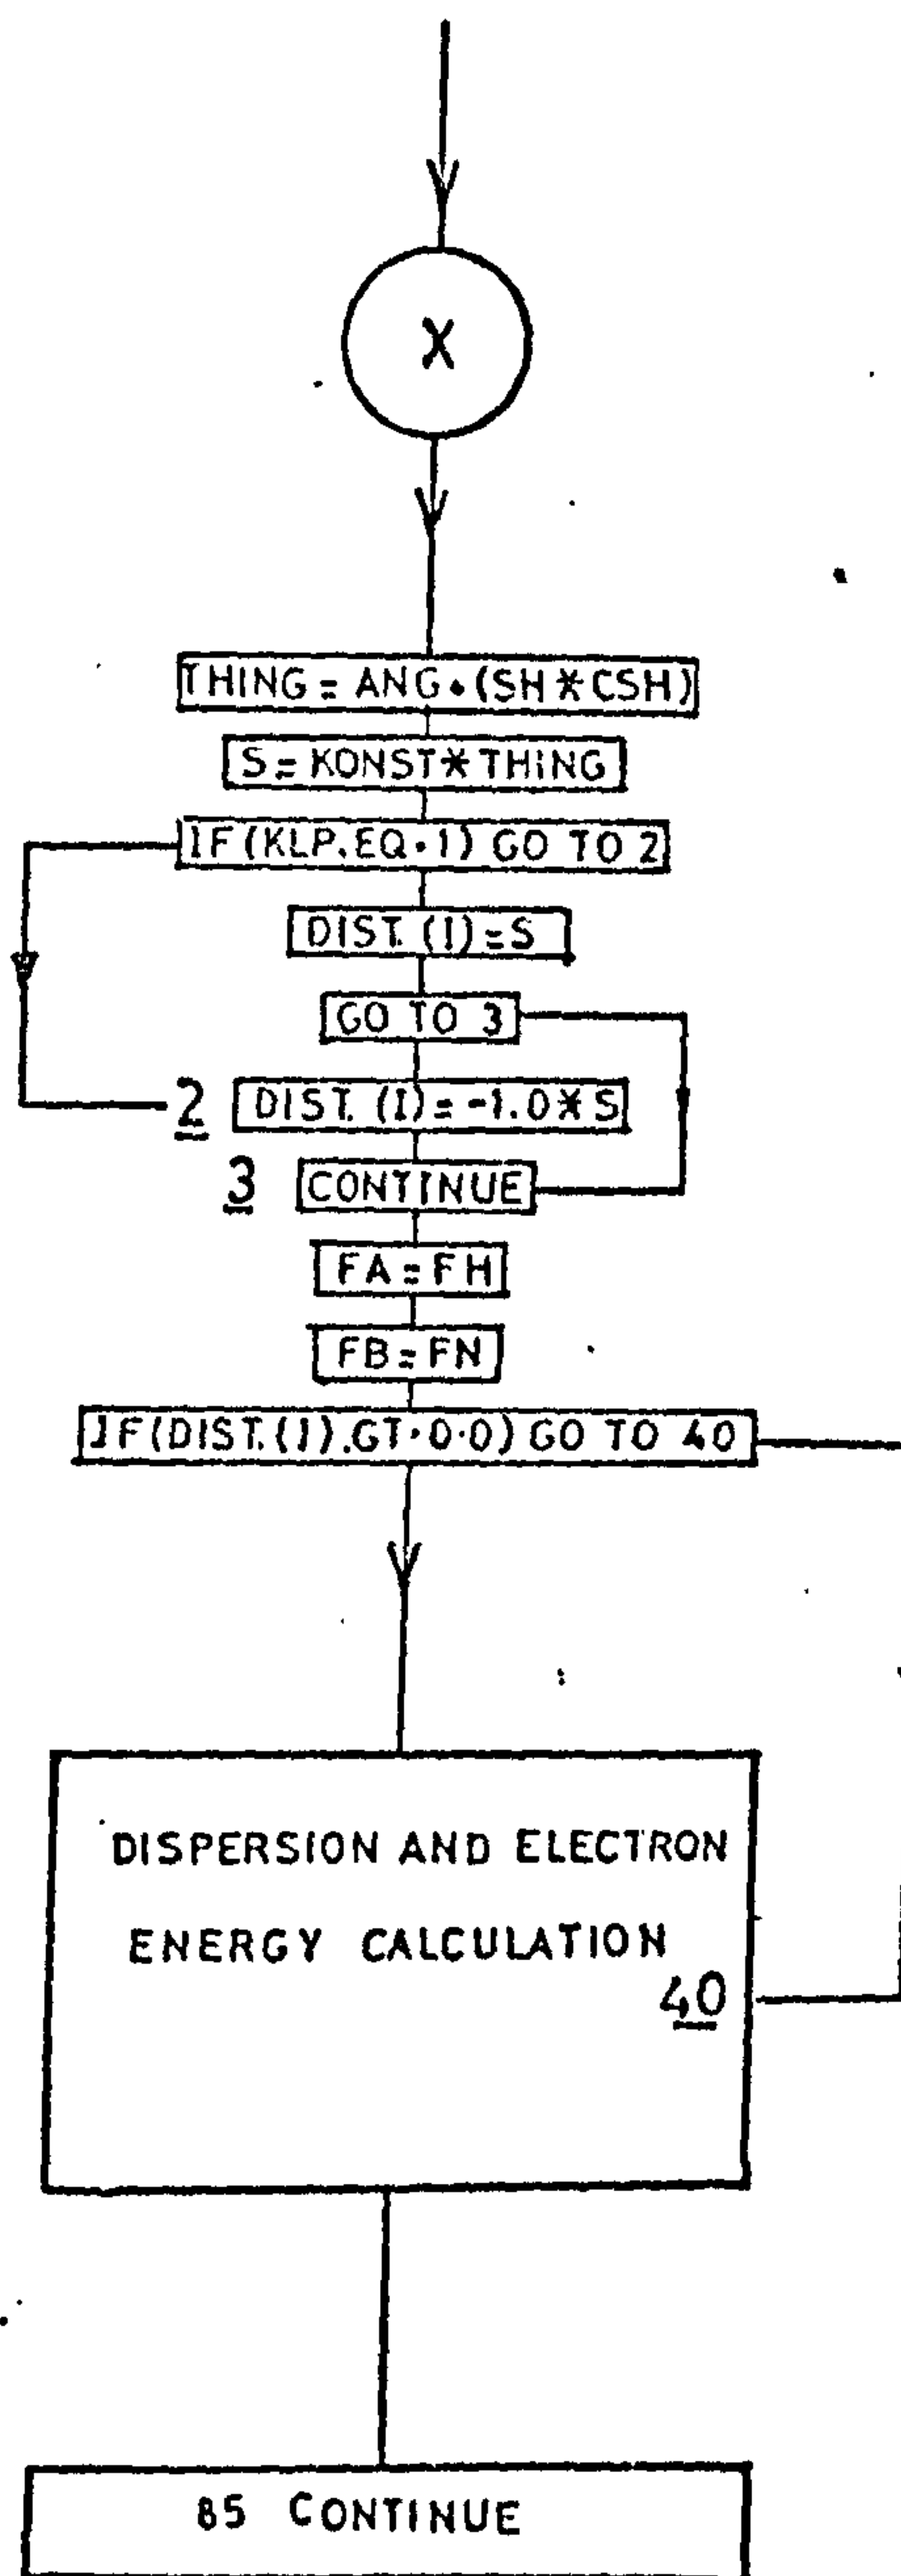 X
THING = ANG.(SH*CSH)
S=KONST*THING
IF(KLP.EQ.1) GO TO 2
DIST.(I)=S
GO TO 3
2 DIST.(I)=-1.0*S
3 CONTINUE
FA=FH
FB=FN
IF(DIST.(I).GT.0.0) GO TO 40
DISPERSION AND ELECTRON
ENERGY CALCULATION
40
85 CONTINUE